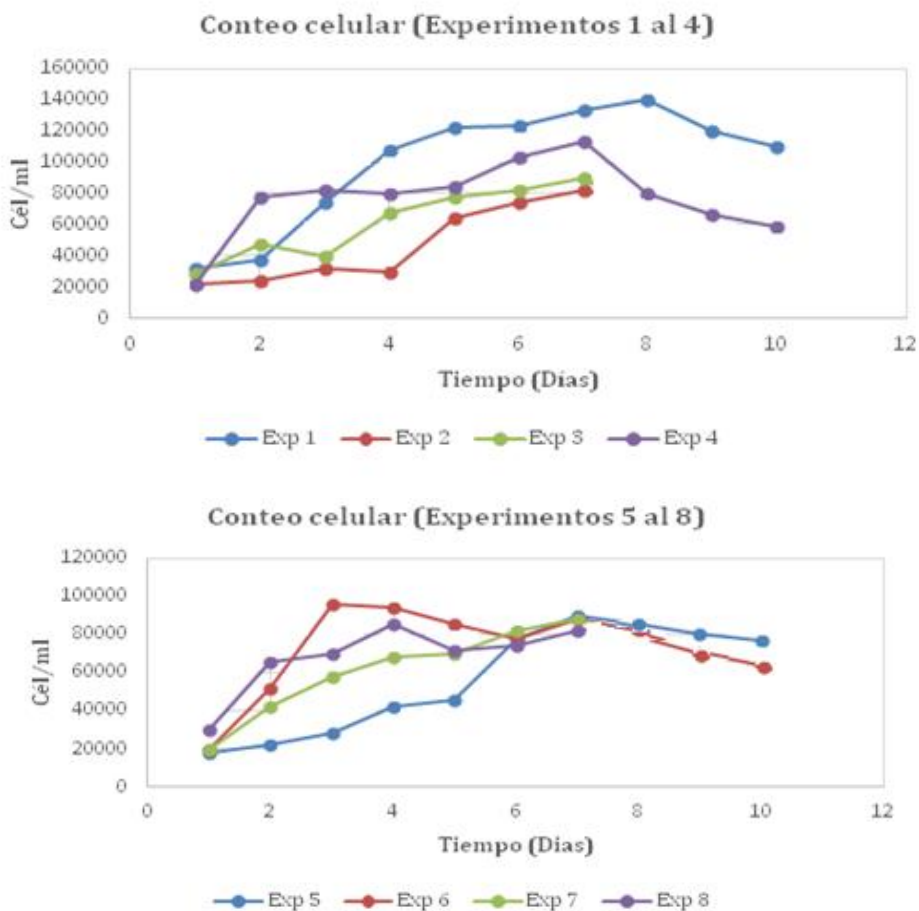 Conteo celular (Experimentos 1 al 4)
160000
140000
120000
100000
80000
60000
40000
20000
0
Cél/ml
0 2 4 6 8 10 12
Tiempo (Días)
Exp 1 Exp 2 Exp 3 Exp 4
Conteo celular (Experimentos 5 al 8)
120000
100000
80000
60000
40000
20000
0
Cél/ml
0 2 4 6 8 10 12
Tiempo (Días)
Exp 5 Exp 6 Exp 7 Exp 8